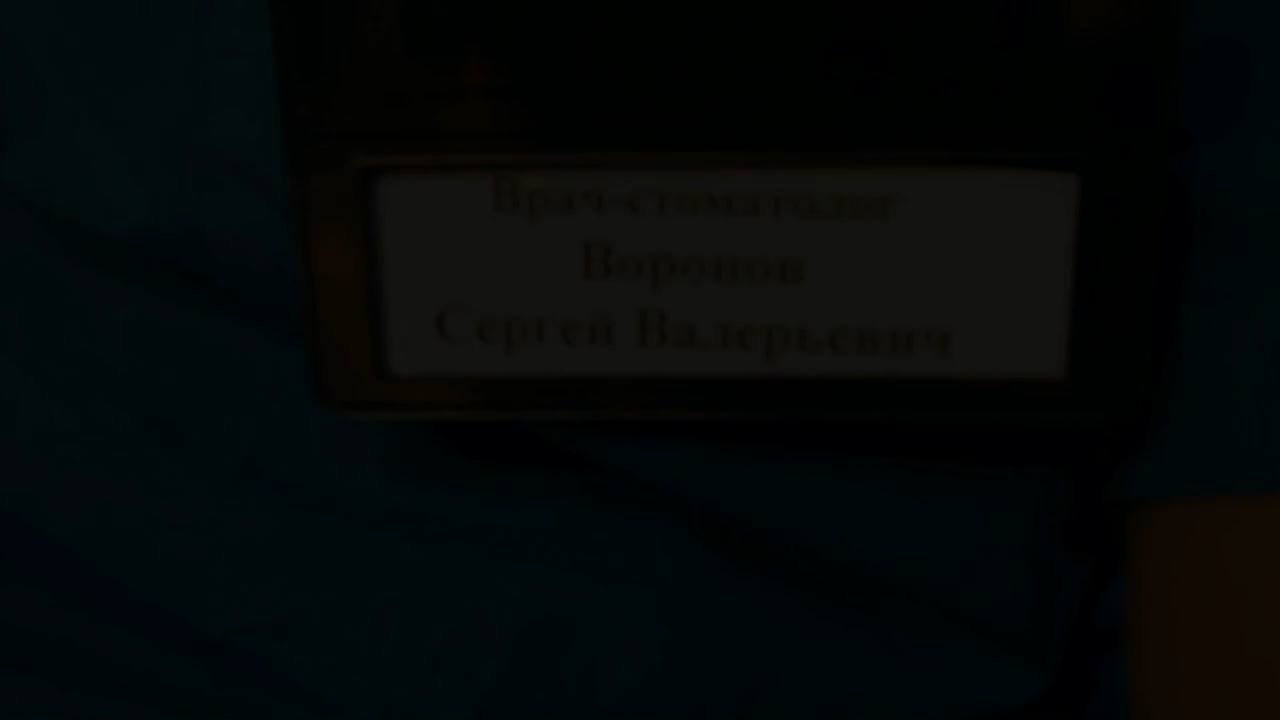 Врач-стоматолог
Воронов
Сергей Валерьевич